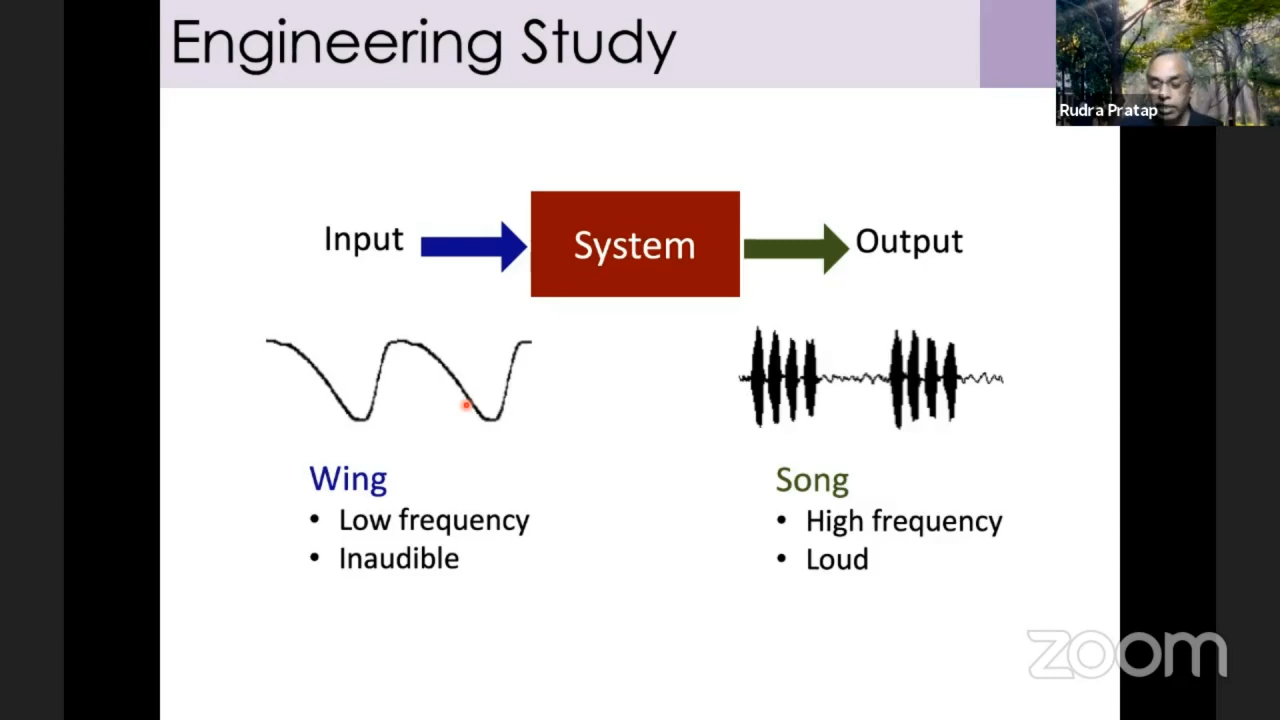 Engineering Study
Rudra Pratap
Input
System
Output
Wing
• Low frequency
• Inaudible
Song
• High frequency
• Loud
zoom